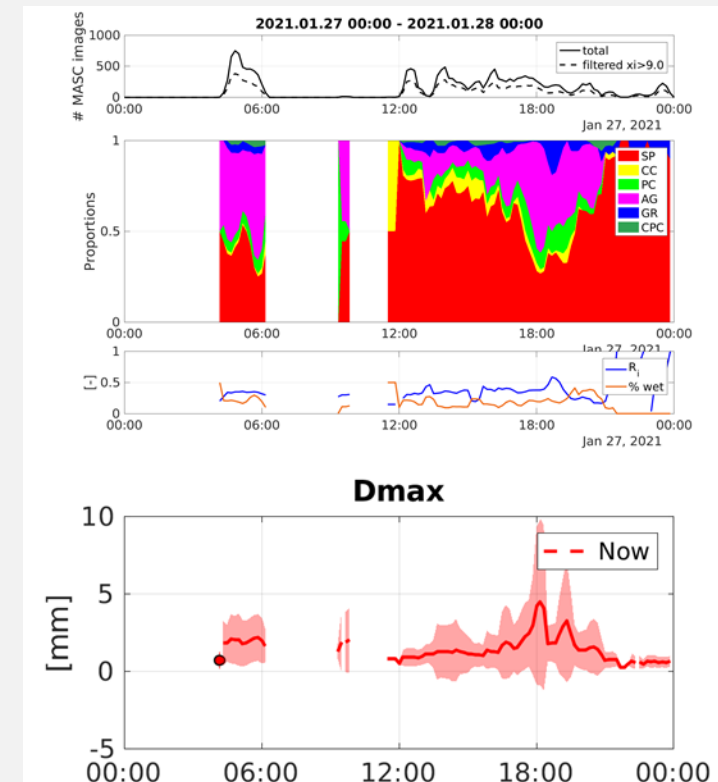 2021.01.27 00:00 - 2021.01.28 00:00
# MASC images
1000
500
0
total
filtered xi>9.0
00:00 06:00 12:00 18:00 00:00
Jan 27, 2021
Proportions
1
0.5
0
SP
CC
PC
AG
GR
CPC
00:00 06:00 12:00 18:00 00:00
Jan 27, 2021
[-]
1
0.5
0
R_i
% wet
00:00 06:00 12:00 18:00 00:00
Jan 27, 2021
Dmax
[mm]
10
5
0
-5
Now
00:00 06:00 12:00 18:00 00:00